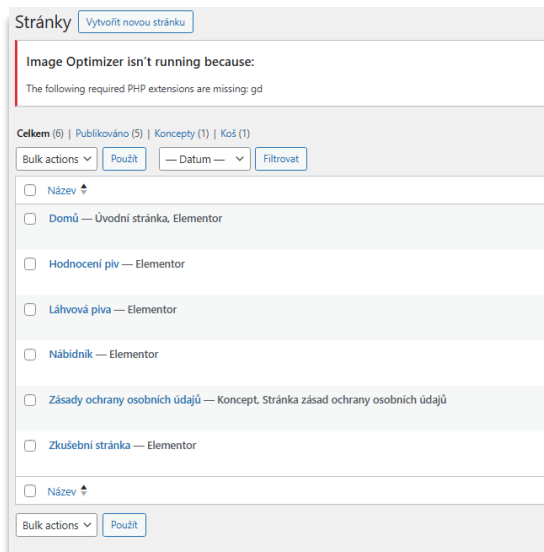 Stránky Vytvořit novou stránku
Image Optimizer isn't running because:
The following required PHP extensions are missing: gd
Celkem (6) | Publikováno (5) | Koncepty (1) | Koš (1)
Bulk actions Použít — Datum — Filtrovat
Název
Domů — Úvodní stránka, Elementor
Hodnocení piv — Elementor
Láhvová piva — Elementor
Nábidník — Elementor
Zásady ochrany osobních údajů — Koncept, Stránka zásad ochrany osobních údajů
Zkušební stránka — Elementor
Název
Bulk actions Použít